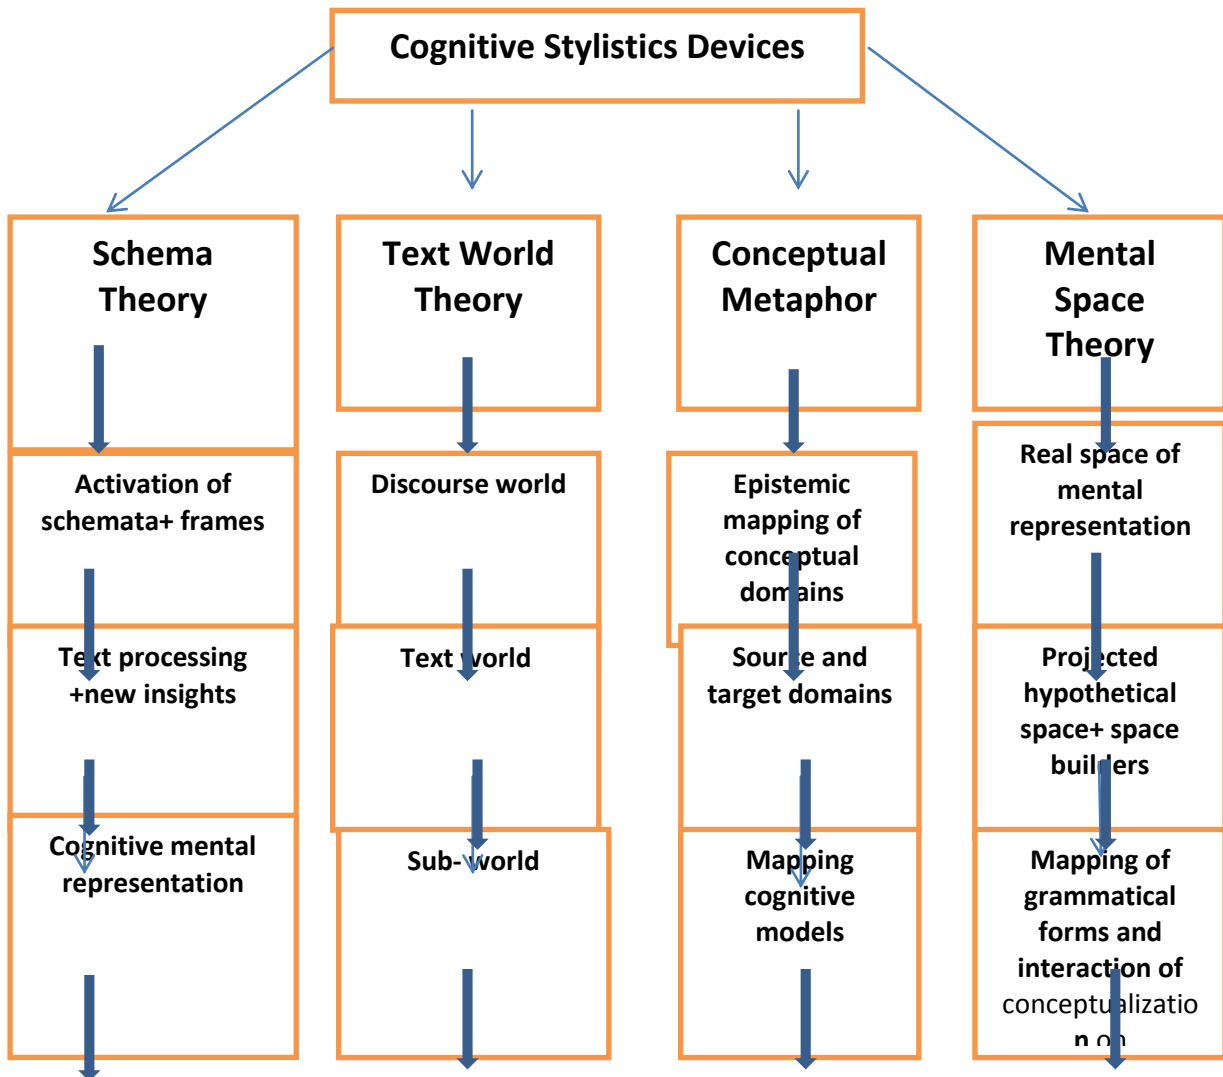 Cognitive Stylistics Devices
Schema
Theory
Text World
Theory
Conceptual
Metaphor
Mental
Space
Theory
Activation of
schemata+ frames
Discourse world
Epistemic
mapping of
conceptual
domains
Real space of
mental
representation
Text processing
+new insights
Text world
Source and
target domains
Projected
hypothetical
space+ space
builders
Cognitive mental
representation
Sub- world
Mapping
cognitive
models
Mapping of
grammatical
forms and
interaction of
conceptualizatio
n on